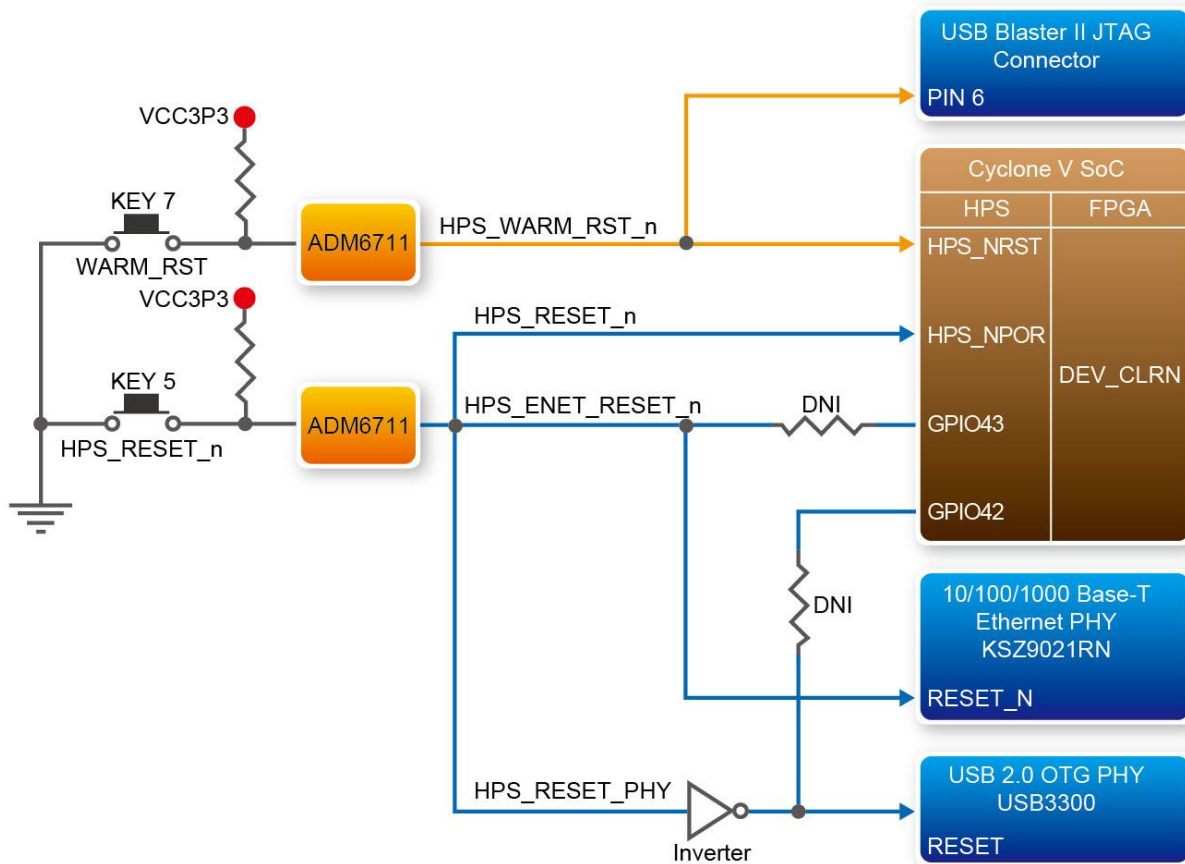 USB Blaster II JTAG
Connector
PIN 6
VCC3P3
KEY 7
WARM_RST
ADM6711
HPS_WARM_RST_n
Cyclone V SoC
HPS FPGA
HPS_NRST
VCC3P3
HPS_RESET_n
HPS_NPOR
DEV_CLRN
KEY 5
HPS_RESET_n
ADM6711
HPS_ENET_RESET_n
DNI
GPIO43
GPIO42
DNI
10/100/1000 Base-T
Ethernet PHY
KSZ9021RN
RESET_N
HPS_RESET_PHY
Inverter
USB 2.0 OTG PHY
USB3300
RESET